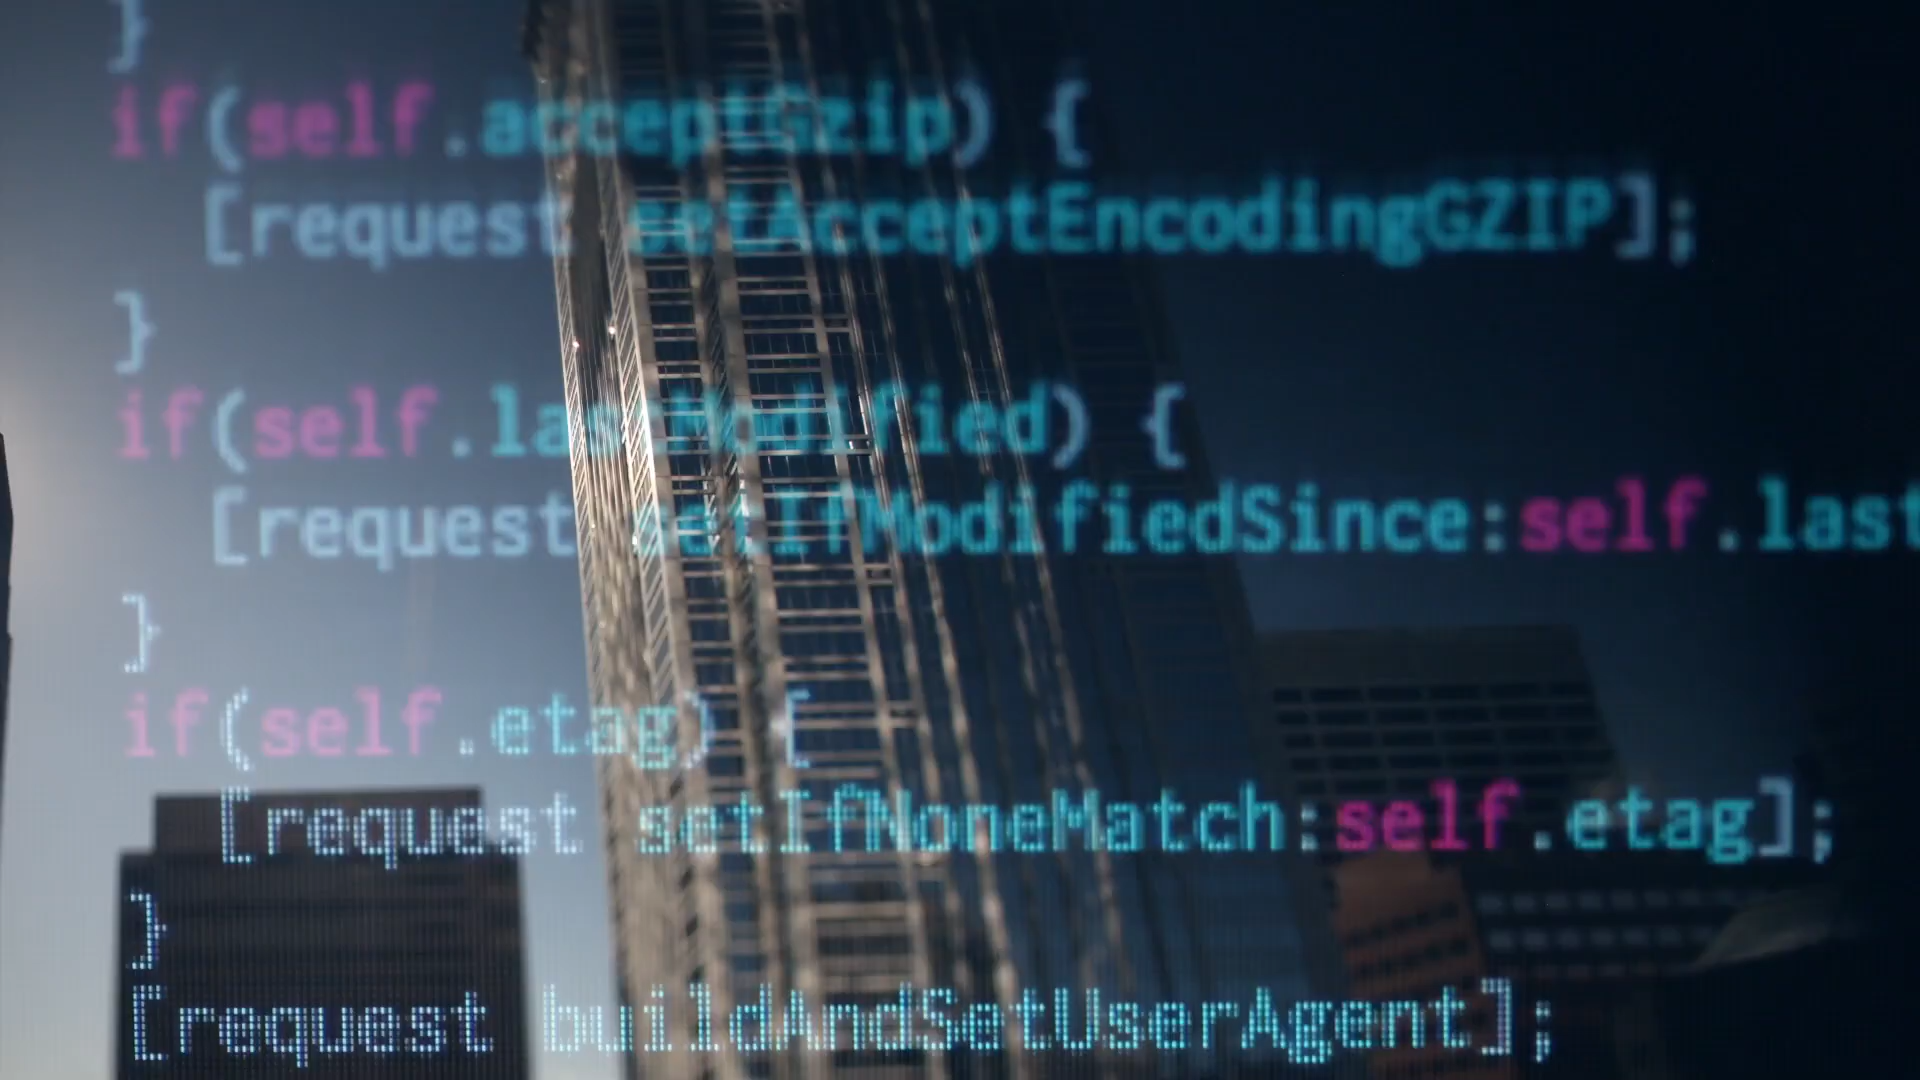 }
if(self.acceptGzip) {
[request setAcceptEncodingGZIP];
}
if(self.lastModified) {
[request setIfModifiedSince:self.last
}
if(self.etag) {
[request setIfNoneMatch:self.etag];
}
[request buildAndSetUserAgent];